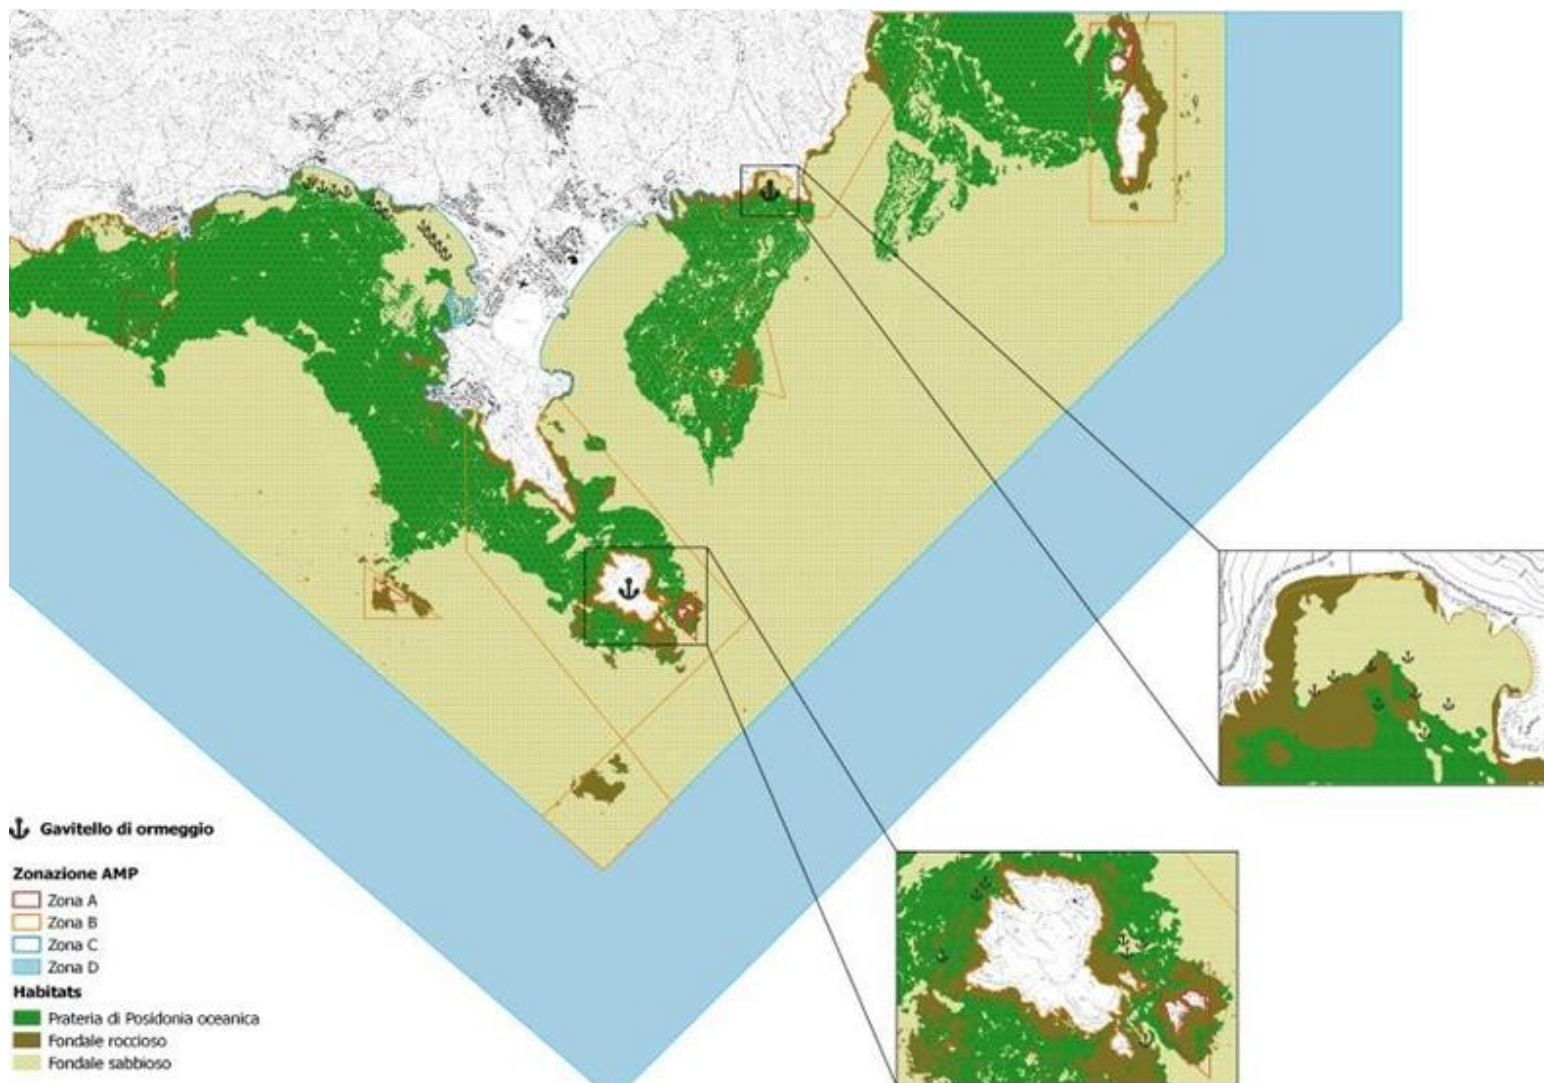 Gavitello di ormeggio
Zonazione AMP
Zona A
Zona B
Zona C
Zona D
Habitats
Prateria di Posidonia oceanica
Fondale roccioso
Fondale sabbioso